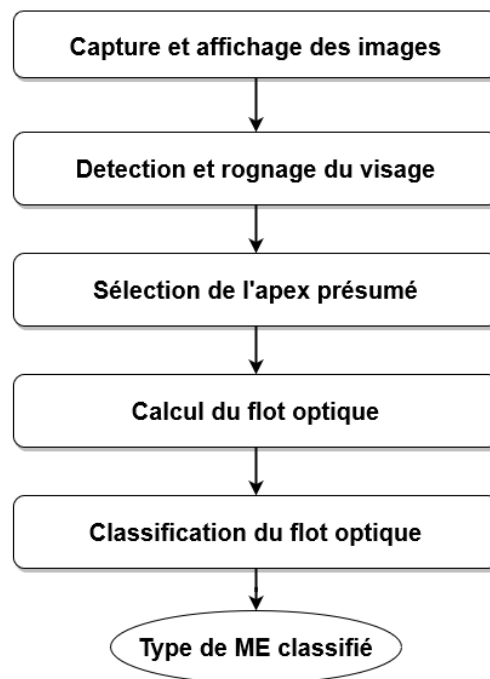 Capture et affichage des images
Detection et rognage du visage
Sélection de l'apex présumé
Calcul du flot optique
Classification du flot optique
Type de ME classifié